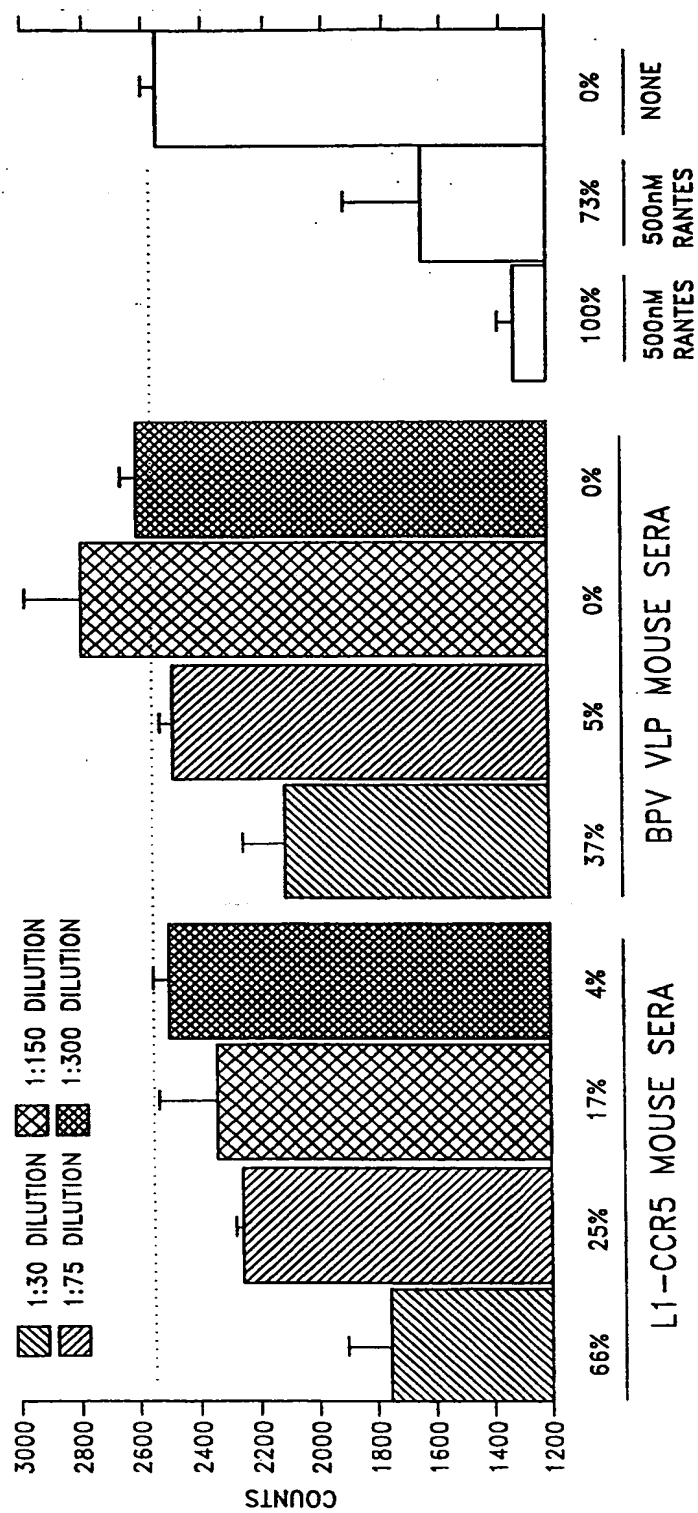 1:30 DILUTION
1:75 DILUTION
1:150 DILUTION
1:300 DILUTION
COUNTS
3000
2800
2600
2400
2200
2000
1800
1600
1400
1200
66% 25% 17% 4% 37% 5% 0% 0% 100% 73% 0%
L1-CCR5 MOUSE SERA
BPV VLP MOUSE SERA
500nM
RANTES
500nM
RANTES
NONE